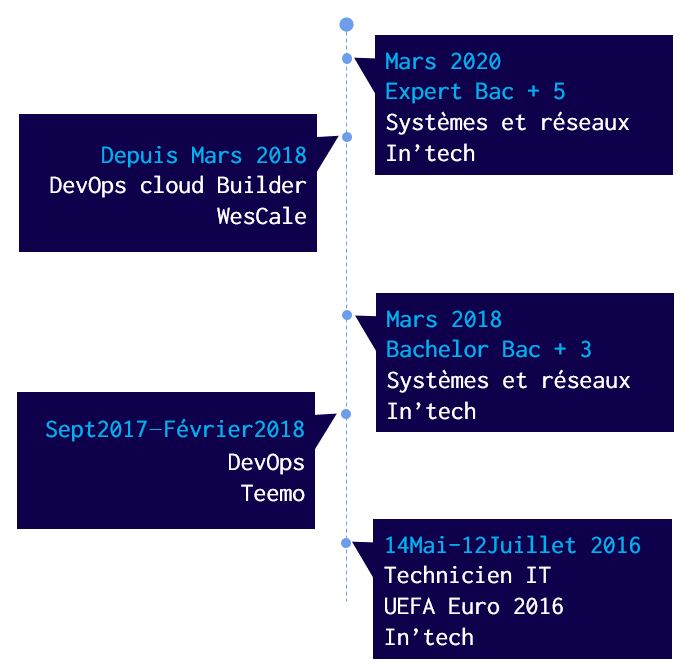 Mars 2020
Expert Bac + 5
Systèmes et réseaux
In’tech
Depuis Mars 2018
DevOps cloud Builder
WesCale
Mars 2018
Bachelor Bac + 3
Systèmes et réseaux
In’tech
Sept2017–Février2018
DevOps
Teemo
14Mai–12Juillet 2016
Technicien IT
UEFA Euro 2016
In’tech